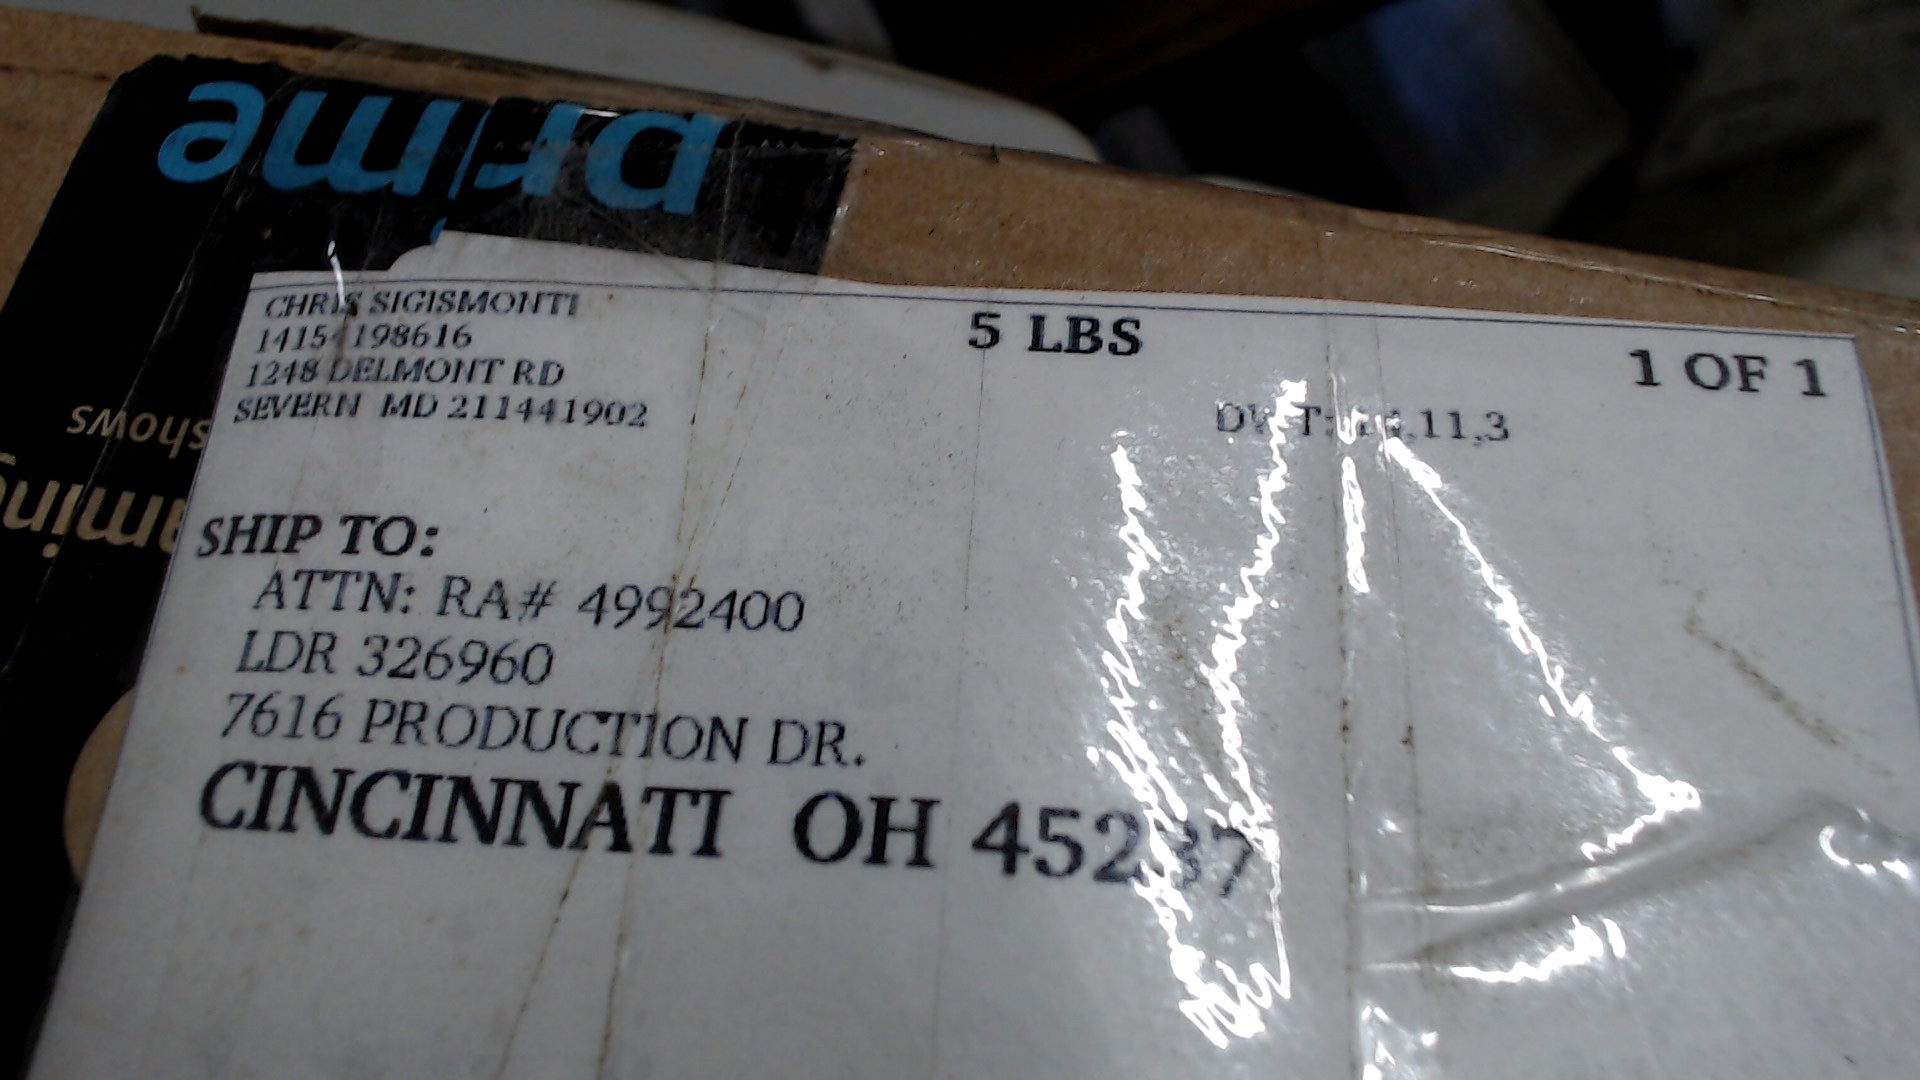 prime
shows
CHRIS SIGISMONTI
1248 DELMONT RD
SEVERN MD 211441902
5 LBS
1 OF 1
SHIP TO:
ATTN: RA# 4992400
LDR 326960
7616 PRODUCTION DR.
CINCINNATI OH 45237